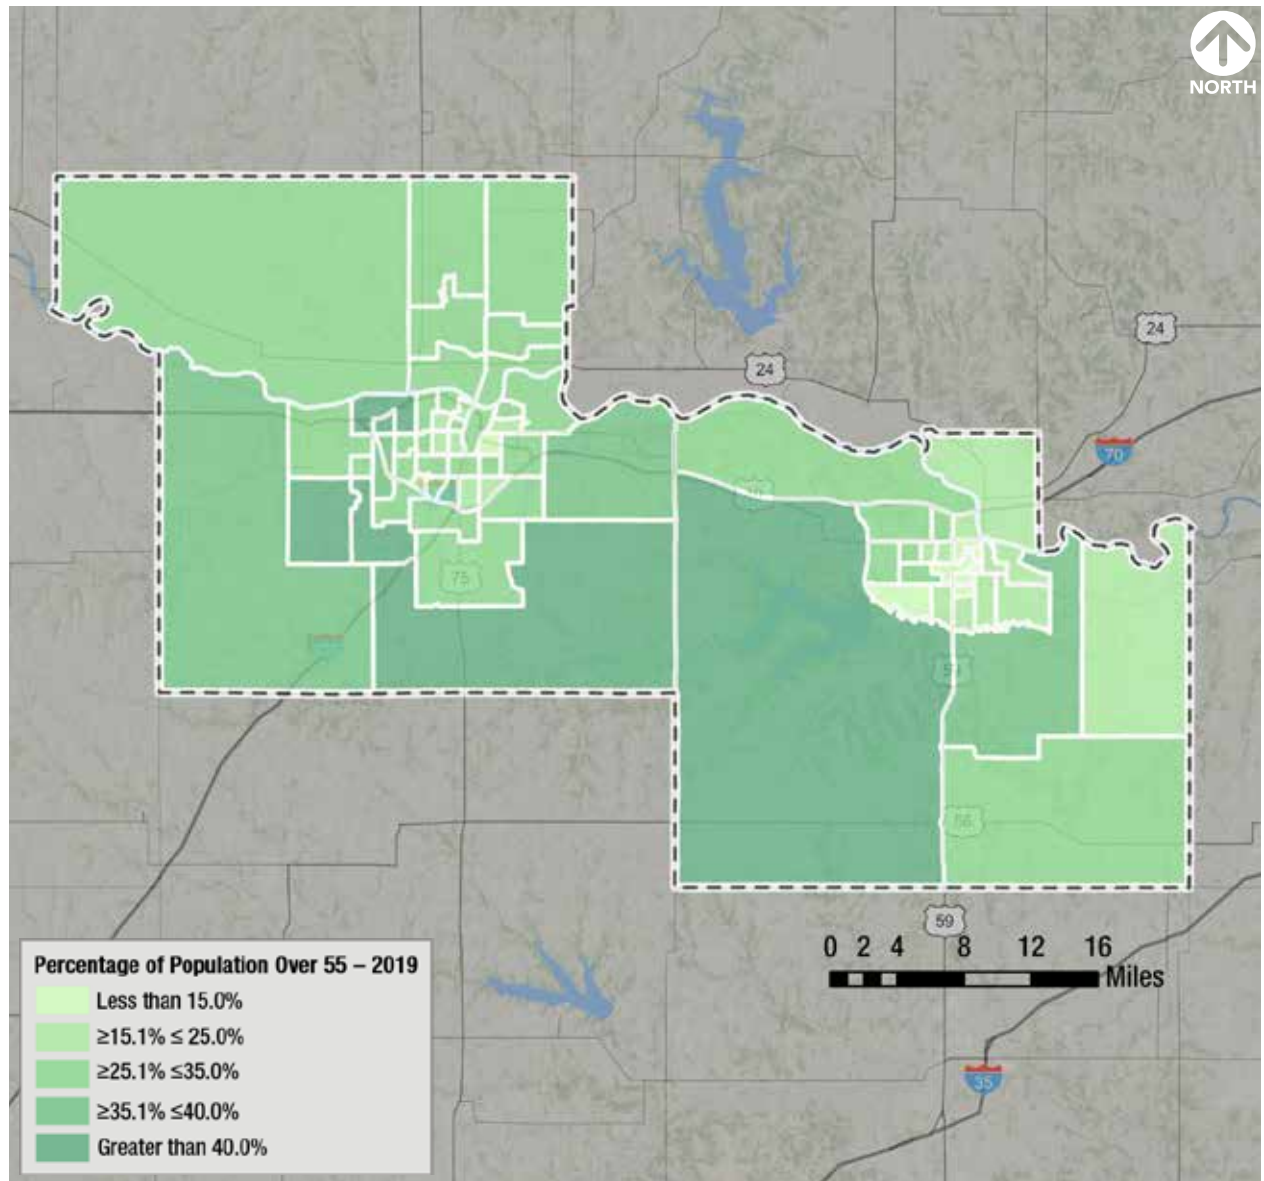 NORTH
24
24
70
75
59
56
59
0 2 4 8 12 16
Miles
35
Percentage of Population Over 55 – 2019
Less than 15.0%
≥15.1% ≤ 25.0%
≥25.1% ≤35.0%
≥35.1% ≤40.0%
Greater than 40.0%